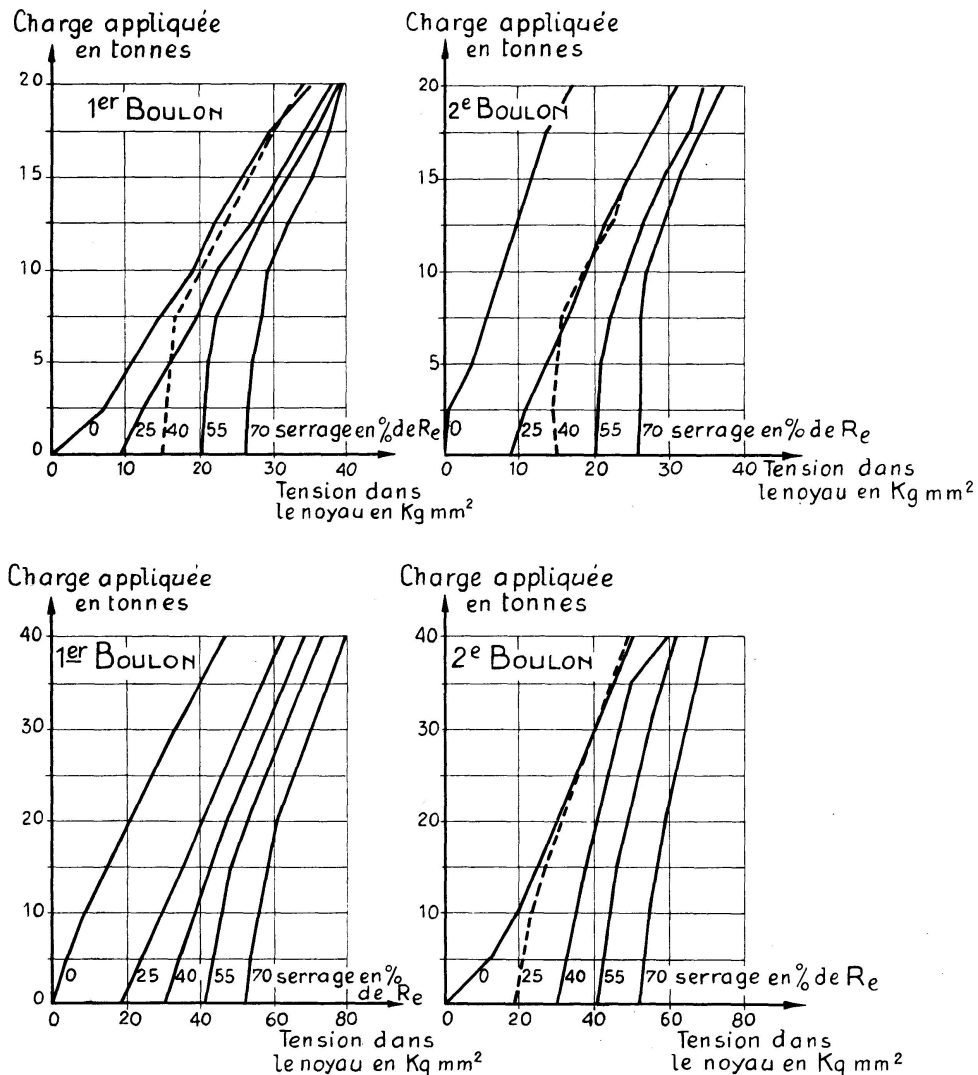 Charge appliquée
en tonnes
1er BOULON
20
15
10
5
0
0 25 40 55 70 serrage en % de Re
0 10 20 30 40
Tension dans
le noyau en Kg mm²
Charge appliquée
en tonnes
2e BOULON
20
15
10
5
0
0 25 40 55 70 serrage en % de Re
0 10 20 30 40
Tension dans
le noyau en Kg mm²
Charge appliquée
en tonnes
1er BOULON
40
30
20
10
0
0 25 40 55 70 serrage en %
de Re
0 20 40 60 80
Tension dans
le noyau en Kg mm²
Charge appliquée
en tonnes
2e BOULON
40
30
20
10
0
0 25 40 55 70 serrage en % de Re
0 20 40 60 80
Tension dans
le noyau en Kg mm²